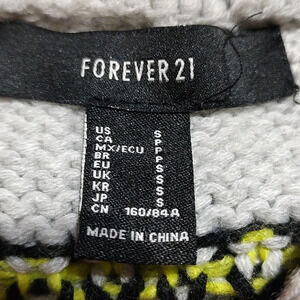 FOREVER 21
US S
CA P
MX/ECU P
BR P
EU S
UK S
KR S
JP S
CN 160/84A
MADE IN CHINA